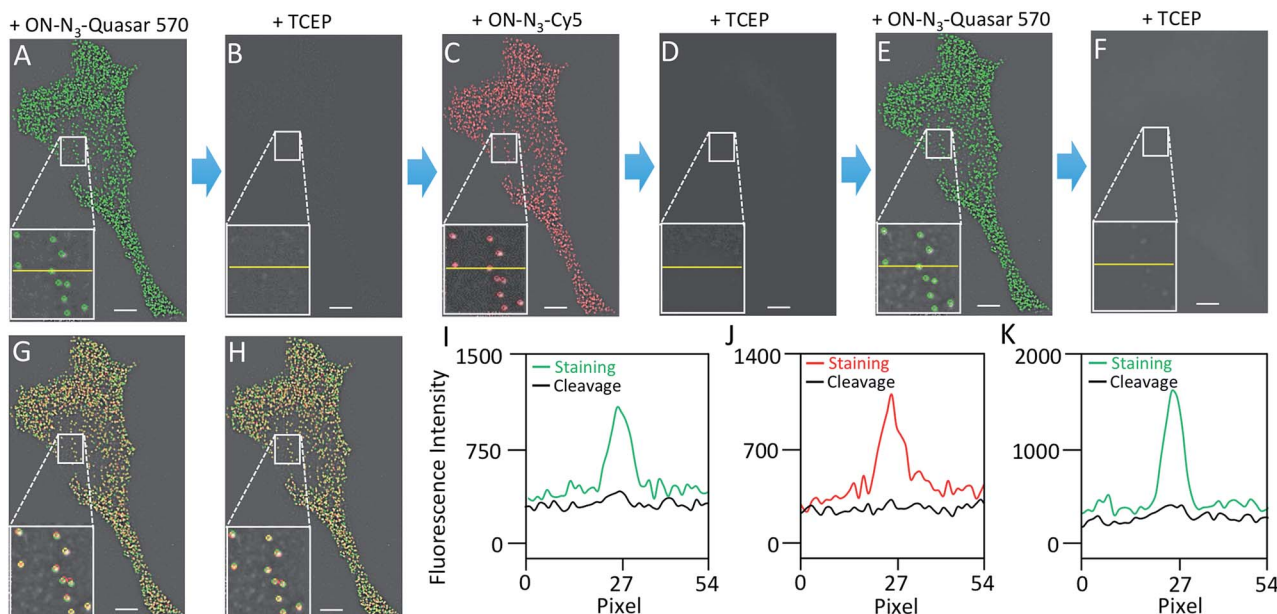 + ON-N₃-Quasar 570
+ TCEP
+ ON-N₃-Cy5
+ TCEP
+ ON-N₃-Quasar 570
+ TCEP
A
B
C
D
E
F
G
H
I
1500
750
0
Fluorescence Intensity
Staining
Cleavage
0
27
54
Pixel
J
1400
700
0
Staining
Cleavage
0
27
54
Pixel
K
2000
1000
0
Staining
Cleavage
0
27
54
Pixel